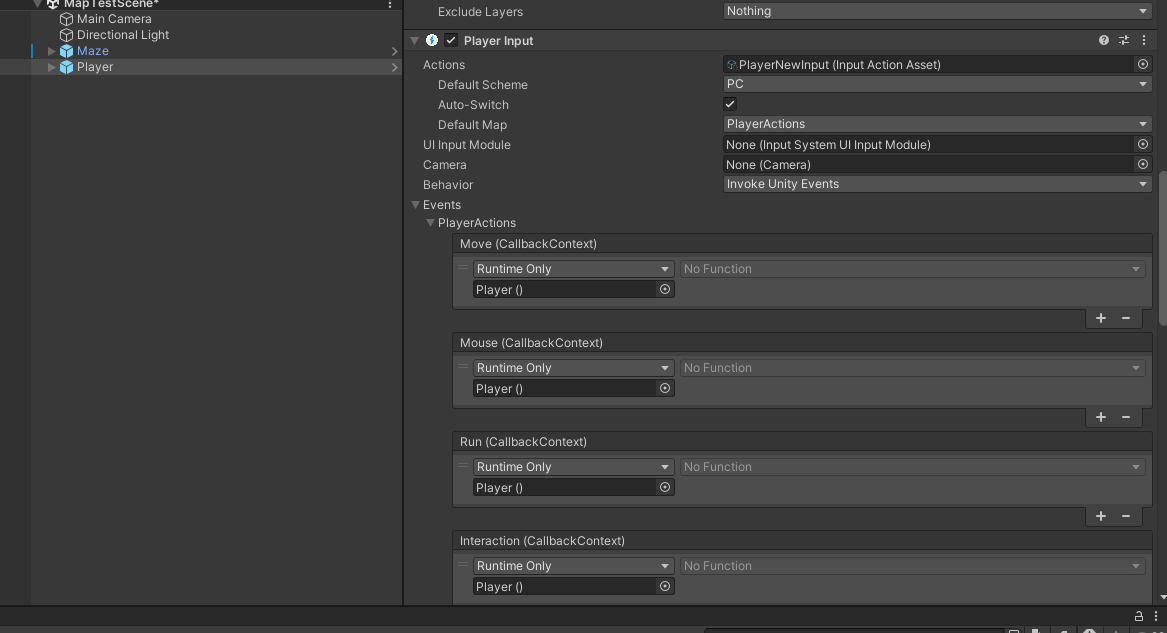 MapTestScene*
Main Camera
Directional Light
Maze
Player
Exclude Layers
Nothing
Player Input
Actions
PlayerNewInput (Input Action Asset)
Default Scheme
PC
Auto-Switch
Default Map
PlayerActions
UI Input Module
None (Input System UI Input Module)
Camera
None (Camera)
Behavior
Invoke Unity Events
Events
PlayerActions
Move (CallbackContext)
Runtime Only
No Function
Player ()
Mouse (CallbackContext)
Runtime Only
No Function
Player ()
Run (CallbackContext)
Runtime Only
No Function
Player ()
Interaction (CallbackContext)
Runtime Only
No Function
Player ()